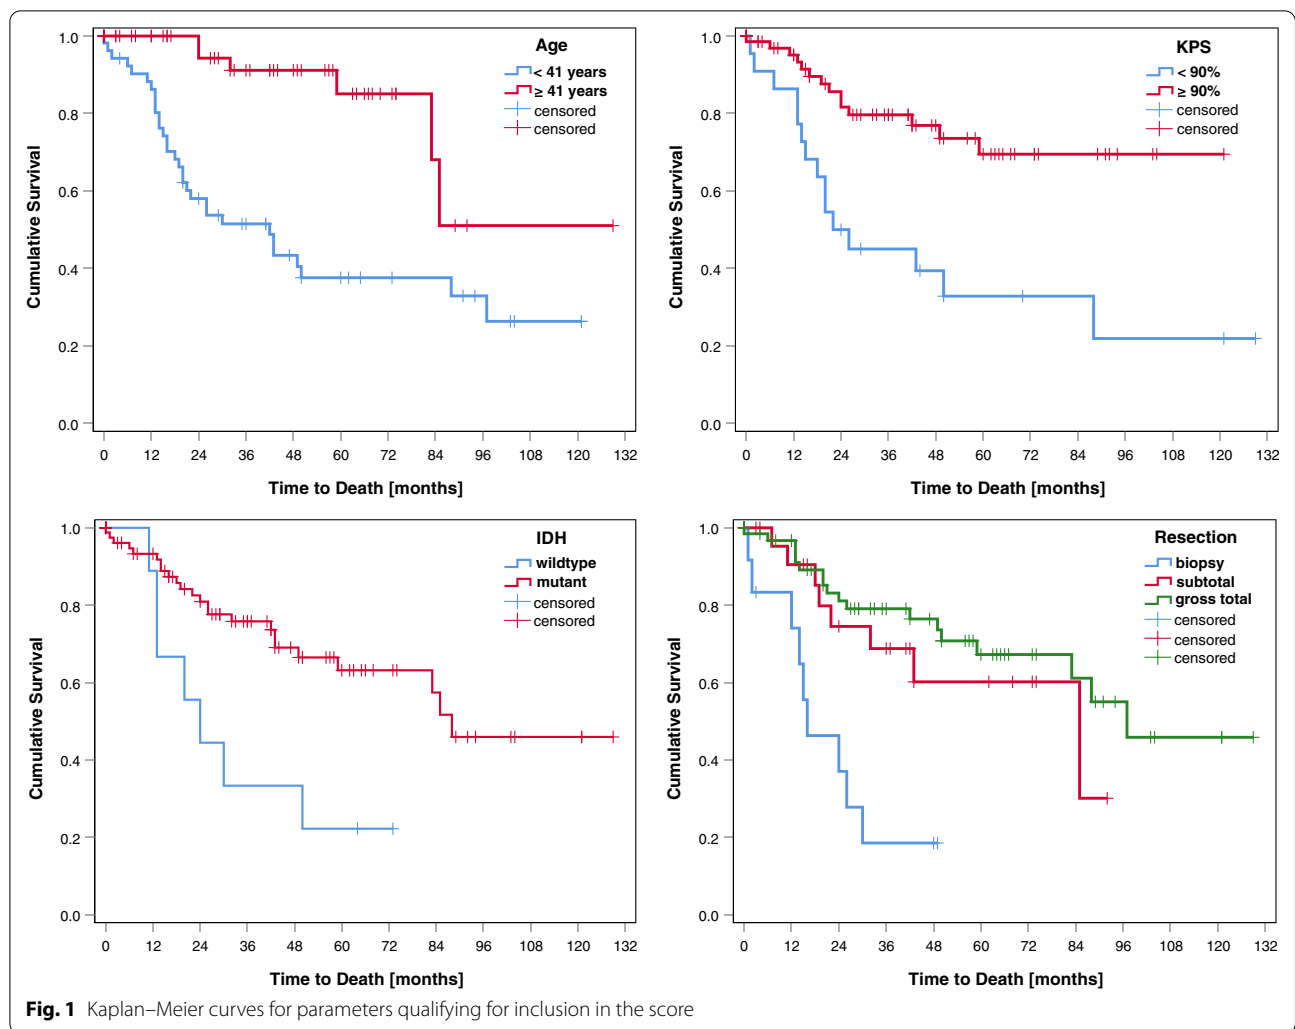 Age
< 41 years
≥ 41 years
censored
censored
1.0
0.8
0.6
0.4
0.2
0.0
Cumulative Survival
0 12 24 36 48 60 72 84 96 108 120 132
Time to Death [months]
KPS
< 90%
≥ 90%
censored
censored
1.0
0.8
0.6
0.4
0.2
0.0
Cumulative Survival
0 12 24 36 48 60 72 84 96 108 120 132
Time to Death [months]
IDH
wildtype
mutant
censored
censored
1.0
0.8
0.6
0.4
0.2
0.0
Cumulative Survival
0 12 24 36 48 60 72 84 96 108 120 132
Time to Death [months]
Resection
biopsy
subtotal
gross total
censored
censored
censored
1.0
0.8
0.6
0.4
0.2
0.0
Cumulative Survival
0 12 24 36 48 60 72 84 96 108 120 132
Time to Death [months]
Fig. 1 Kaplan–Meier curves for parameters qualifying for inclusion in the score